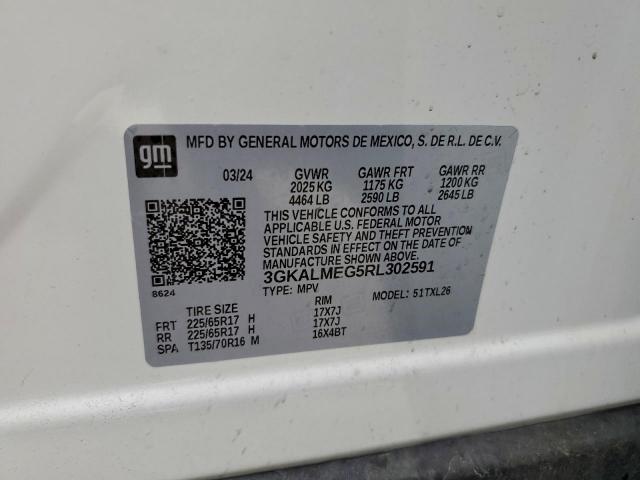 gm
MFD BY GENERAL MOTORS DE MEXICO, S. DE R.L. DE C.V.
03/24 GVWR GAWR FRT GAWR RR
2025 KG 1175 KG 1200 KG
4464 LB 2590 LB 2645 LB
THIS VEHICLE CONFORMS TO ALL
APPLICABLE U.S. FEDERAL MOTOR
VEHICLE SAFETY AND THEFT PREVENTION
STANDARDS IN EFFECT ON THE DATE OF
MANUFACTURE SHOWN ABOVE.
3GKALMEG5RL302591
8624
TYPE: MPV MODEL: 51TXL26
TIRE SIZE RIM
FRT 225/65R17 H 17X7J
RR 225/65R17 H 17X7J
SPA T135/70R16 M 16X4BT